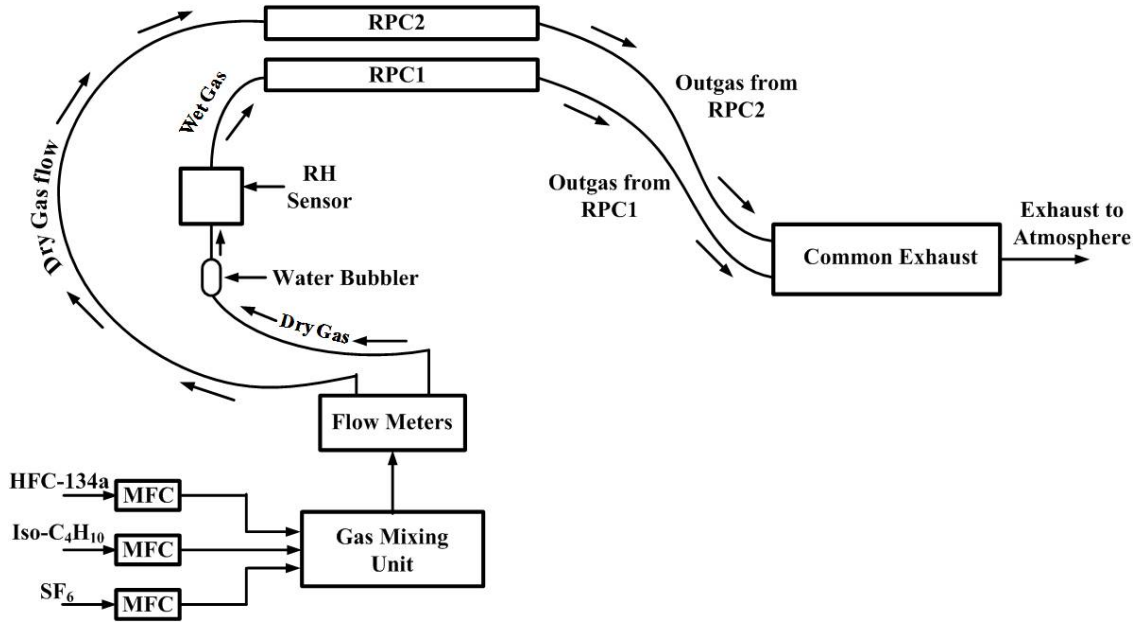 RPC2
RPC1
Wet Gas
Dry Gas flow
Outgas from
RPC2
Outgas from
RPC1
RH
Sensor
Water Bubbler
Dry Gas
Exhaust to
Atmosphere
Common Exhaust
Flow Meters
HFC-134a
MFC
Iso-C₄H₁₀
MFC
SF₆
MFC
Gas Mixing
Unit